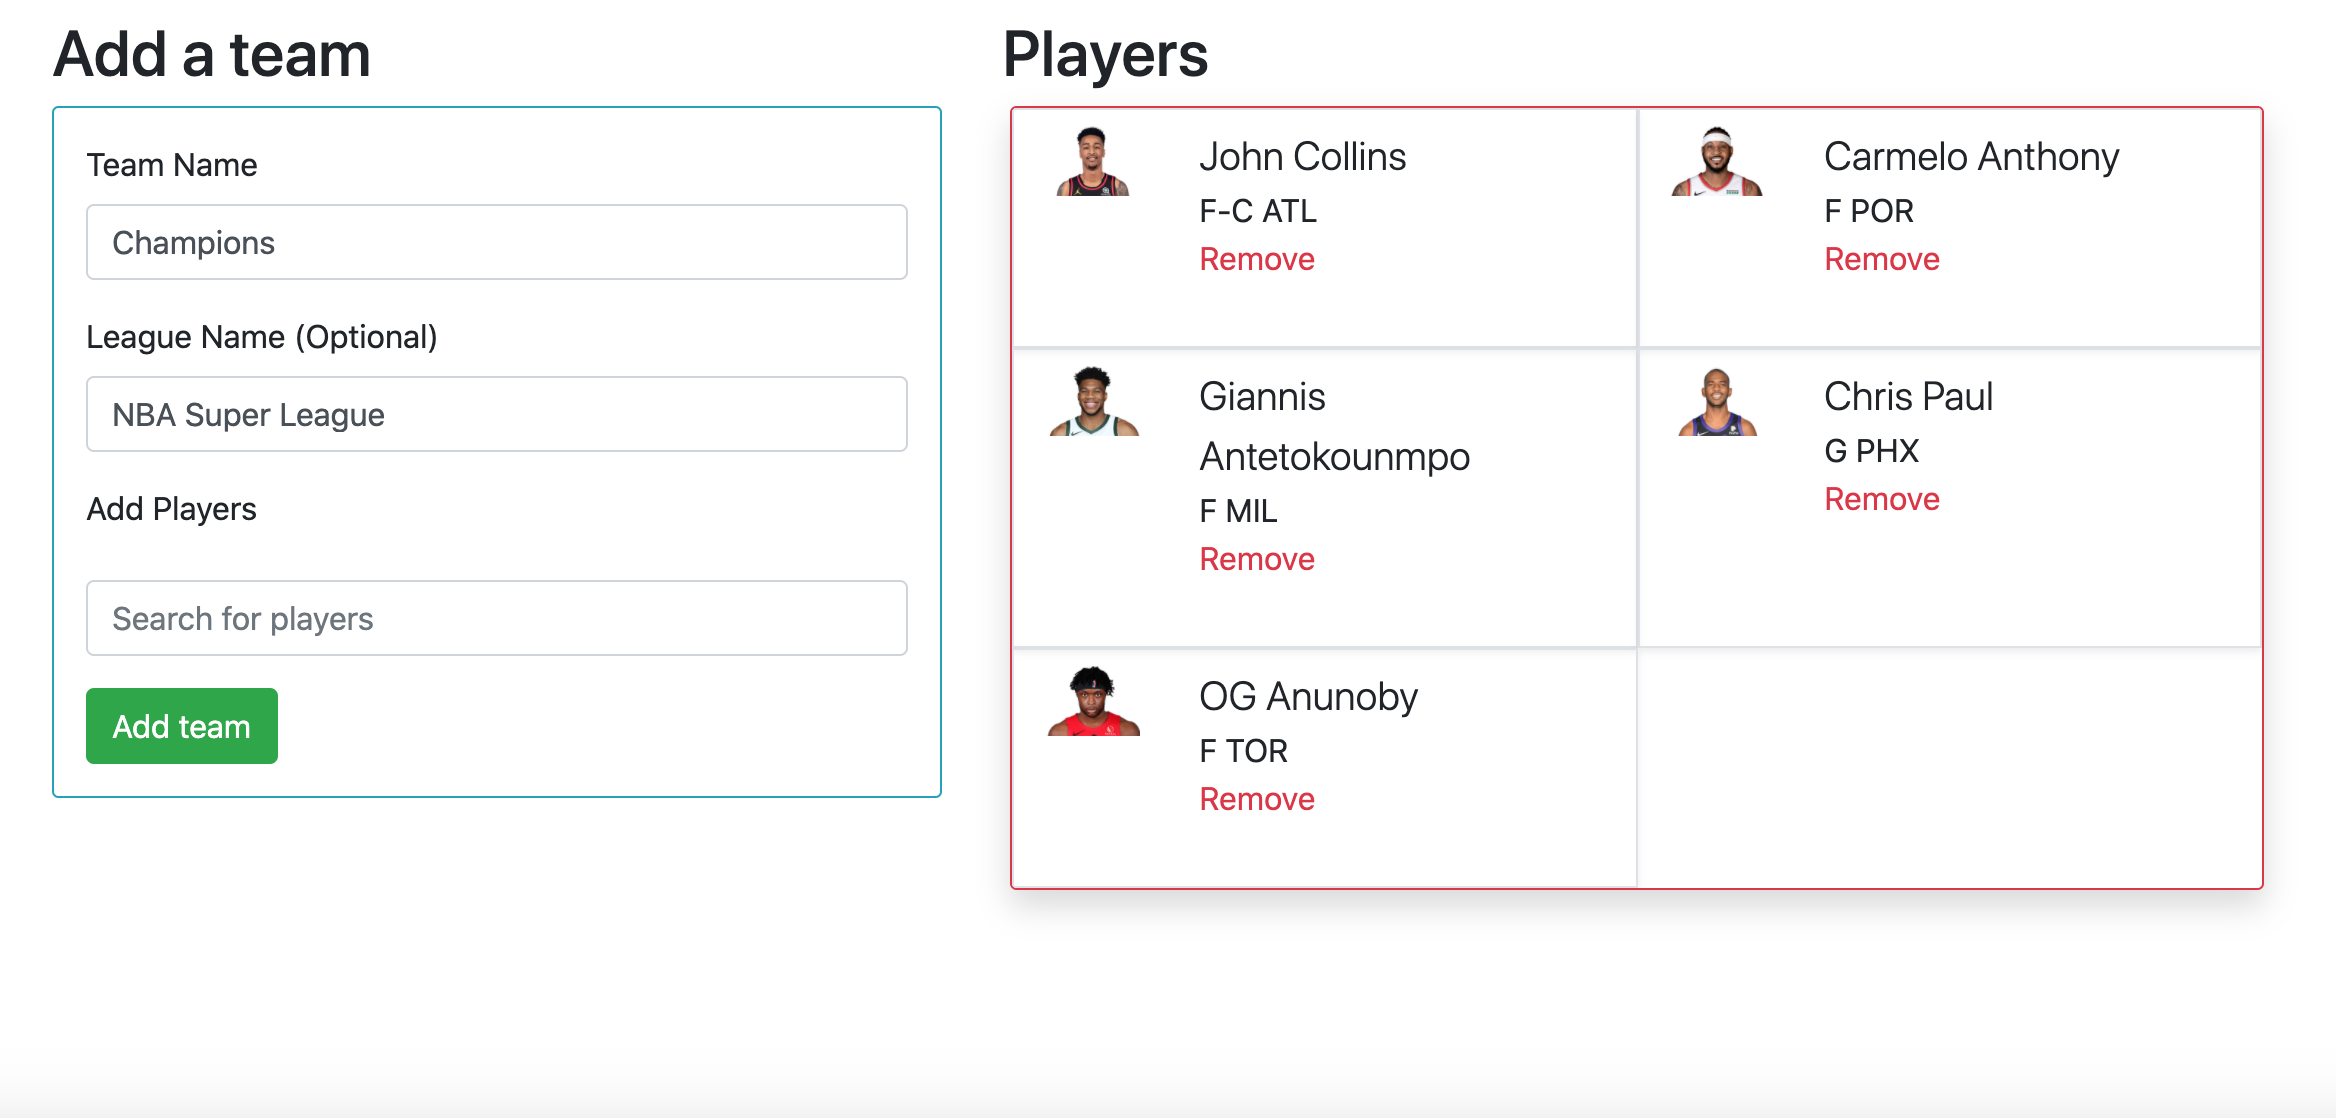 Add a team
Team Name
Champions
League Name (Optional)
NBA Super League
Add Players
Search for players
Add team
Players
John Collins
F-C ATL
Remove
Carmelo Anthony
F POR
Remove
Giannis
Antetokounmpo
F MIL
Remove
Chris Paul
G PHX
Remove
OG Anunoby
F TOR
Remove